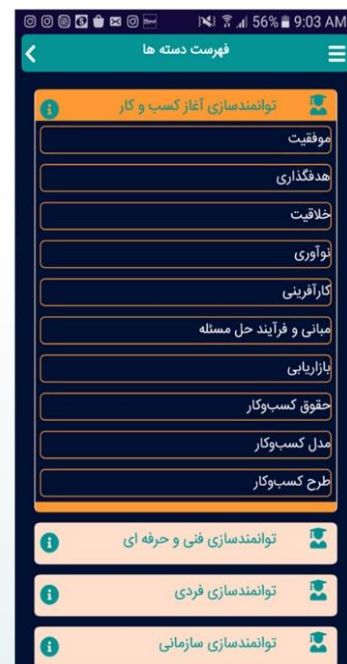 56% 9:03 AM
فهرست دسته ها
توانمندسازی آغاز کسب و کار
موفقیت
هدفگذاری
خلاقیت
نوآوری
کارآفرینی
مبانی و فرآیند حل مسئله
بازاریابی
حقوق کسب‌وکار
مدل کسب‌وکار
طرح کسب‌وکار
توانمندسازی فنی و حرفه ای
توانمندسازی فردی
توانمندسازی سازمانی